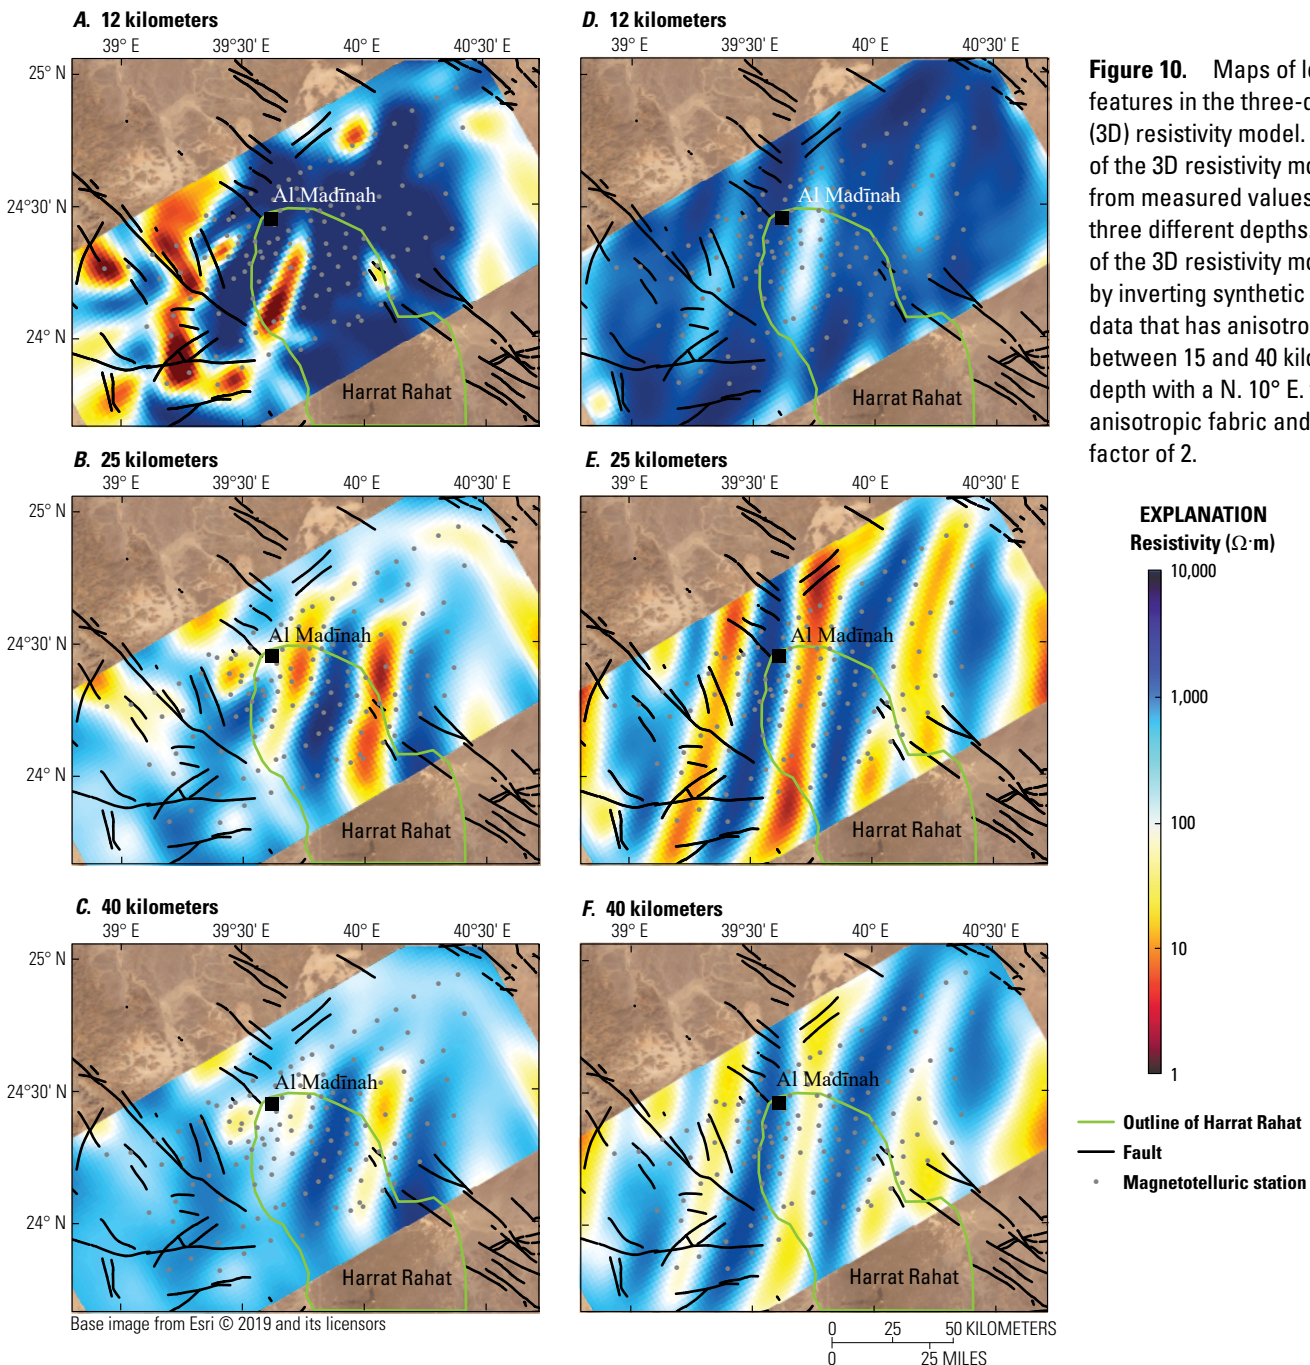 A. 12 kilometers
39° E 39°30' E 40° E 40°30' E
25° N
24°30' N
24° N
Al Madīnah
Harrat Rahat
D. 12 kilometers
39° E 39°30' E 40° E 40°30' E
Al Madīnah
Harrat Rahat
B. 25 kilometers
39° E 39°30' E 40° E 40°30' E
25° N
24°30' N
24° N
Al Madīnah
Harrat Rahat
E. 25 kilometers
39° E 39°30' E 40° E 40°30' E
Al Madīnah
Harrat Rahat
C. 40 kilometers
39° E 39°30' E 40° E 40°30' E
25° N
24°30' N
24° N
Al Madīnah
Harrat Rahat
F. 40 kilometers
39° E 39°30' E 40° E 40°30' E
Al Madīnah
Harrat Rahat
Base image from Esri © 2019 and its licensors
0 25 50 KILOMETERS
0 25 MILES
Figure 10. Maps of
features in the
(3D) resistivity model.
of the 3D resistivity
from measured values
three different depths.
of the 3D resistivity
by inverting synthetic
data that has
between 15 and 40
depth with a N. 10° E.
anisotropic fabric and
factor of 2.
EXPLANATION
Resistivity (Ω·m)
10,000
1,000
100
10
1
Outline of Harrat Rahat
Fault
Magnetotelluric station